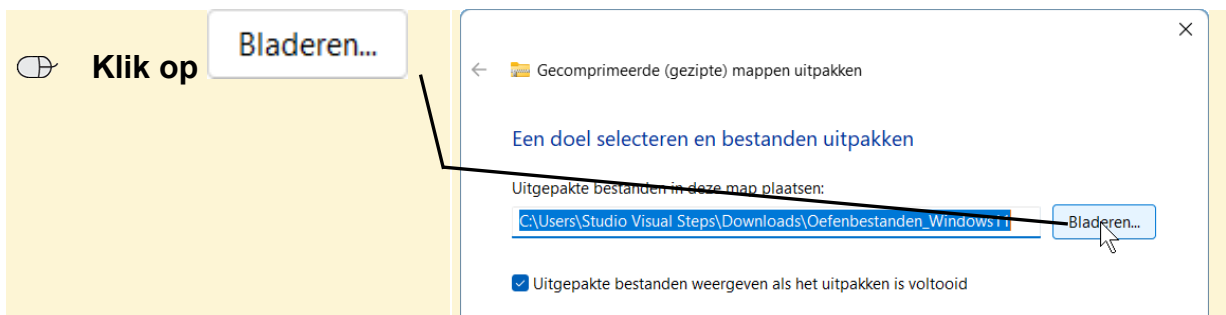 Klik op Bladeren...
Gecomprimeerde (gezipte) mappen uitpakken
Een doel selecteren en bestanden uitpakken
Uitgepakte bestanden in deze map plaatsen:
C:\Users\Studio Visual Steps\Downloads\Oefenbestanden_Windows11 Bladeren...
Uitgepakte bestanden weergeven als het uitpakken is voltooid